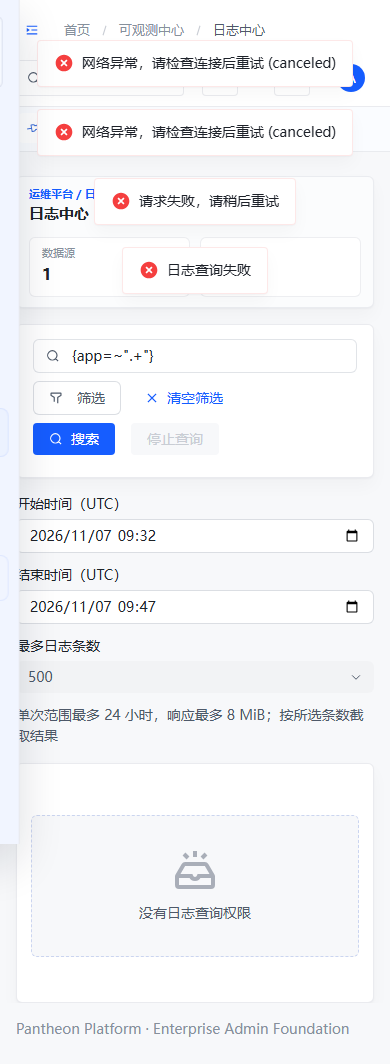 首页 / 可观测中心 / 日志中心
网络异常，请检查连接后重试 (canceled)
网络异常，请检查连接后重试 (canceled)
运维平台 / 日
请求失败，请稍后重试
日志中心
数据源
日志查询失败
1
{app=~".+"}
筛选
清空筛选
搜索
停止查询
开始时间（UTC）
2026/11/07 09:32
结束时间（UTC）
2026/11/07 09:47
最多日志条数
500
单次范围最多 24 小时，响应最多 8 MiB；按所选条数截
取结果
没有日志查询权限
Pantheon Platform · Enterprise Admin Foundation